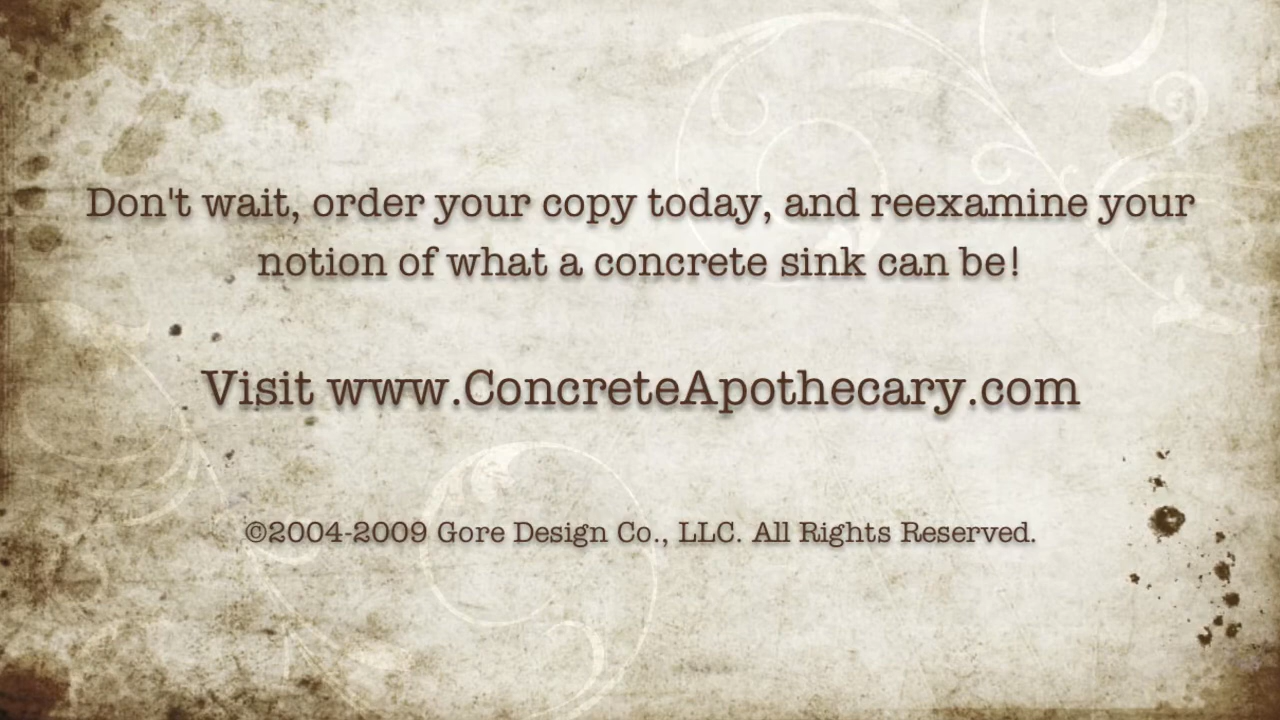 Don't wait, order your copy today, and reexamine your
notion of what a concrete sink can be!
Visit www.ConcreteApothecary.com
©2004-2009 Gore Design Co., LLC. All Rights Reserved.